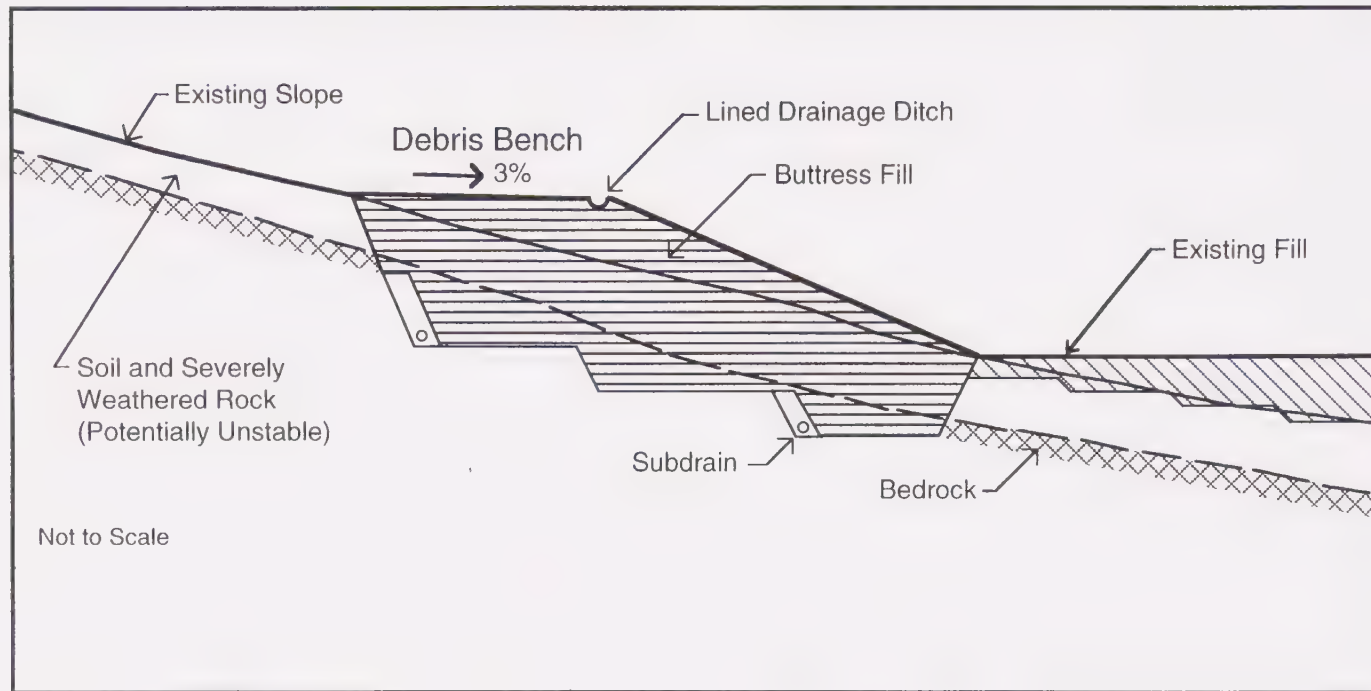 Existing Slope
Debris Bench
3%
Lined Drainage Ditch
Buttress Fill
Existing Fill
Soil and Severely
Weathered Rock
(Potentially Unstable)
Subdrain
Bedrock
Not to Scale